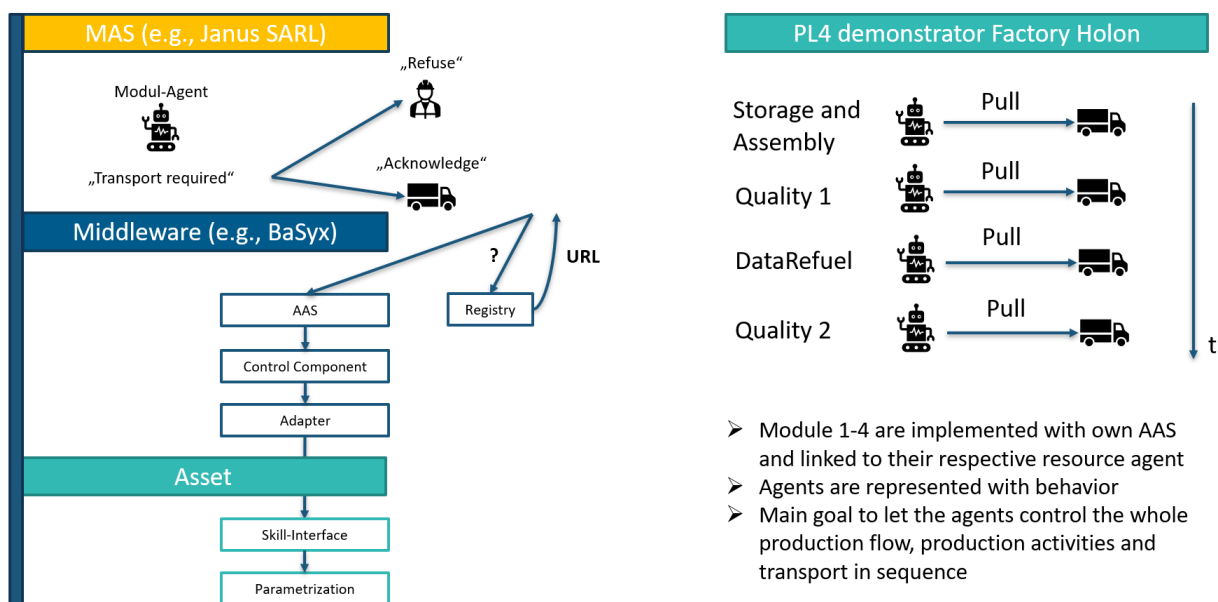 MAS (e.g., Janus SARL)
„Refuse“
Modul-Agent
„Acknowledge“
„Transport required“
Middleware (e.g., BaSyx)
?
URL
AAS
Registry
Control Component
Adapter
Asset
Skill-Interface
Parametrization
PL4 demonstrator Factory Holon
Storage and
Assembly
Pull
Quality 1
Pull
DataRefuel
Pull
Quality 2
Pull
t
➢ Module 1-4 are implemented with own AAS
and linked to their respective resource agent
➢ Agents are represented with behavior
➢ Main goal to let the agents control the whole
production flow, production activities and
transport in sequence